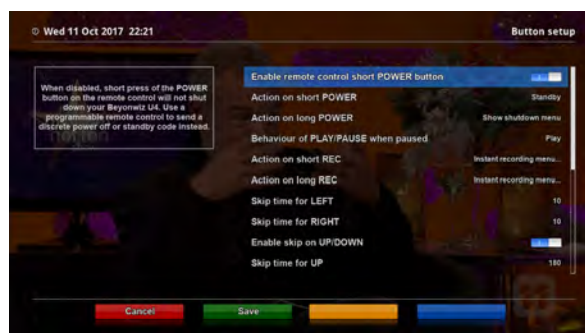 Wed 11 Oct 2017 22:21
Button setup
When disabled, short press of the POWER
button on the remote control will not shut
down your Beyonwiz U4. Use a
programmable remote control to send a
discrete power off or standby code instead.
Enable remote control short POWER button
Action on short POWER Standby
Action on long POWER Show shutdown menu
Behaviour of PLAY/PAUSE when paused Play
Action on short REC Instant recording menu...
Action on long REC Instant recording menu...
Skip time for LEFT 10
Skip time for RIGHT 10
Enable skip on UP/DOWN
Skip time for UP 180
Cancel
Save